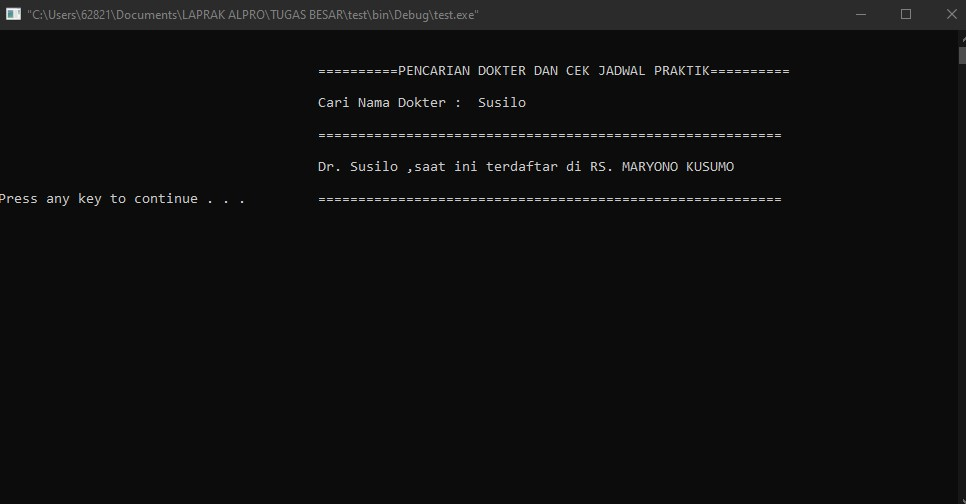 "C:\Users\62821\Documents\LAPRAK ALPRO\TUGAS BESAR\test\bin\Debug\test.exe"
==========PENCARIAN DOKTER DAN CEK JADWAL PRAKTIK==========
Cari Nama Dokter :  Susilo
==========================================================
Dr. Susilo ,saat ini terdaftar di RS. MARYONO KUSUMO
Press any key to continue . . .         ==========================================================